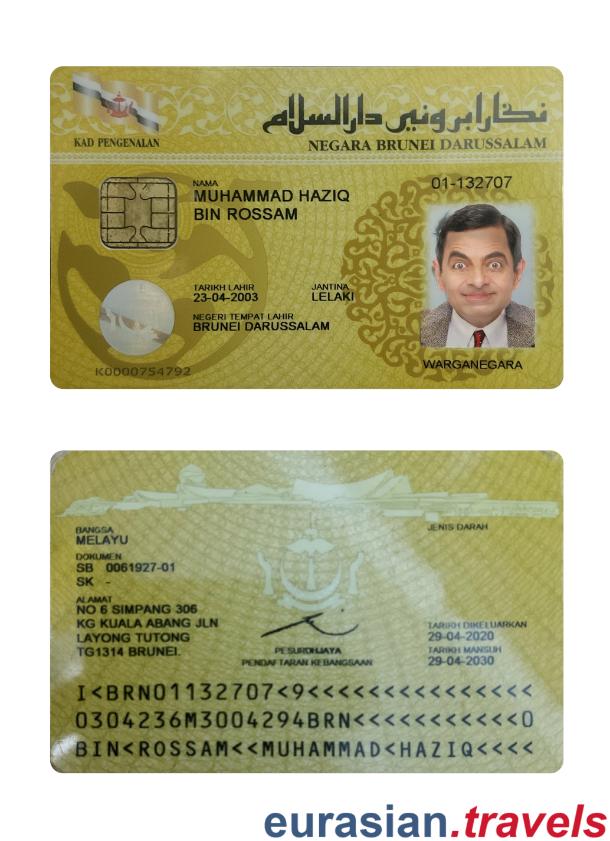 KAD PENGENALAN
نݢارا بروني دارالسلام
NEGARA BRUNEI DARUSSALAM
01-132707
NAMA
MUHAMMAD HAZIQ
BIN ROSSAM
TARIKH LAHIR
23-04-2003
JANTINA
LELAKI
NEGERI TEMPAT LAHIR
BRUNEI DARUSSALAM
K0000754792
WARGANEGARA
BANGSA
MELAYU
JENIS DARAH
DOKUMEN
SB 0061927-01
SK -
ALAMAT
NO 6 SIMPANG 306
KG KUALA ABANG JLN
LAYONG TUTONG
TG1314 BRUNEI.
PESURUHJAYA
PENDAFTARAN KEBANGSAAN
TARIKH DIKELUARKAN
29-04-2020
TARIKH MANSUH
29-04-2030
I<BRN01132707<9<<<<<<<<<<<<<<<
0304236M3004294BRN<<<<<<<<<<<0
BIN<ROSSAM<<MUHAMMAD<HAZIQ<<<<
eurasian.travels